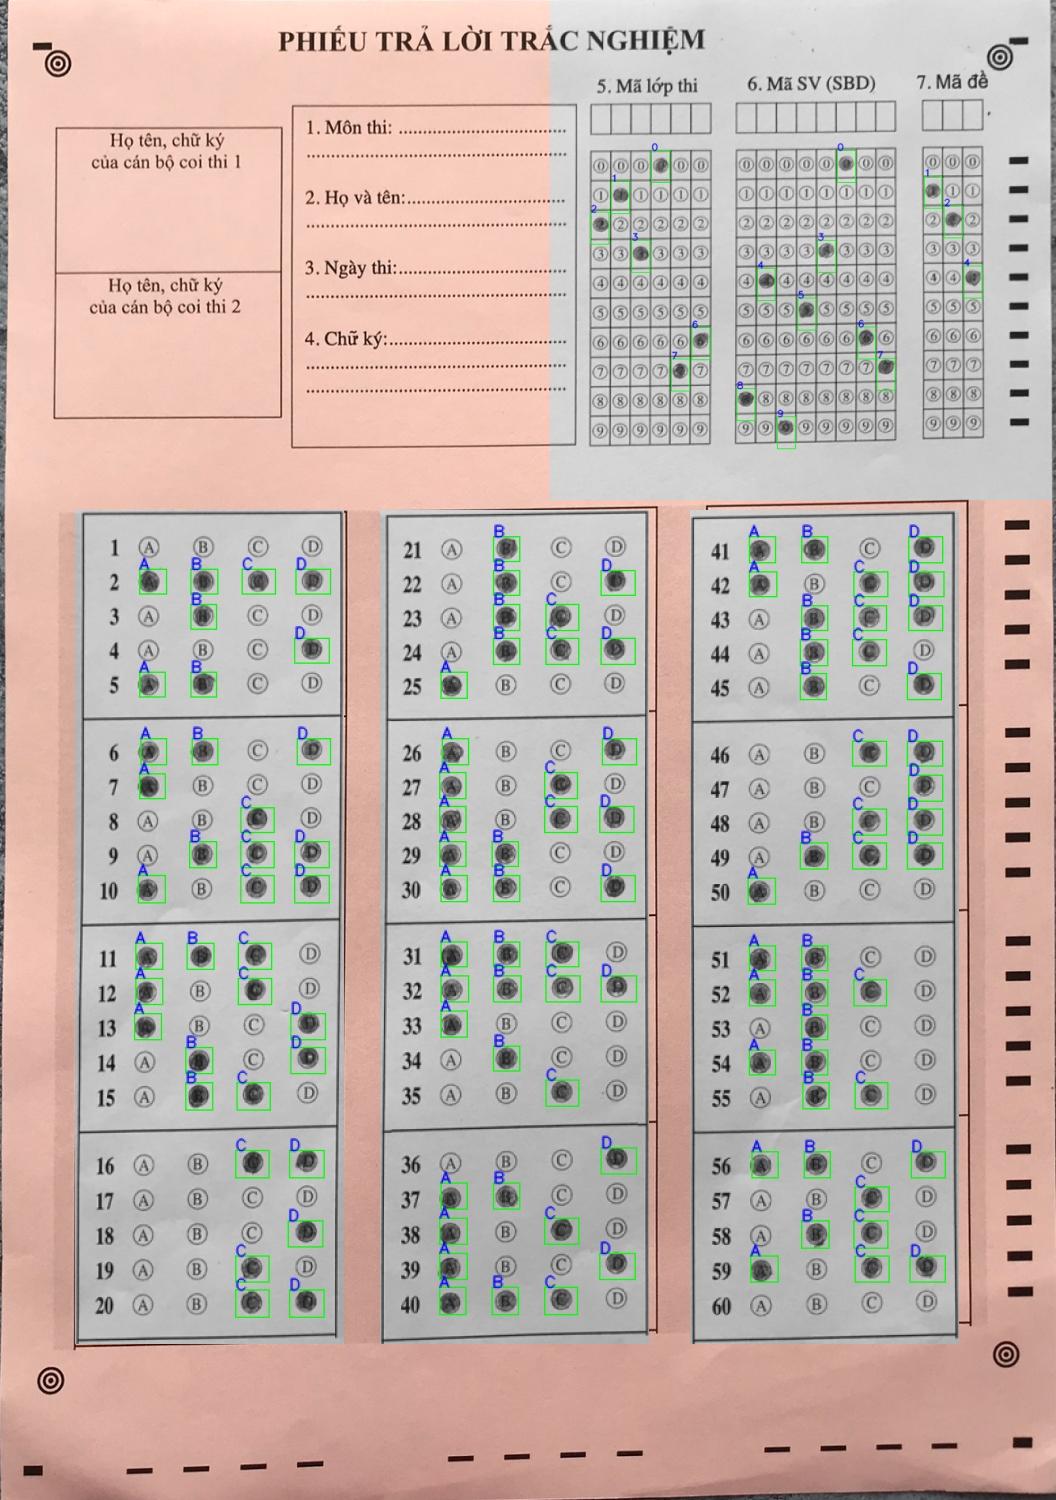 PHIẾU TRẢ LỜI TRẮC NGHIỆM
5. Mã lớp thi
6. Mã SV (SBD)
7. Mã đề
Họ tên, chữ ký
của cán bộ coi thi 1
Họ tên, chữ ký
của cán bộ coi thi 2
1. Môn thi: ..................................
2. Họ và tên:................................
3. Ngày thi:..................................
4. Chữ ký:....................................
1 A B C D
2 A B C D
3 A B C D
4 A B C D
5 A B C D
6 A B C D
7 A B C D
8 A B C D
9 A B C D
10 A B C D
11 A B C D
12 A B C D
13 A B C D
14 A B C D
15 A B C D
16 A B C D
17 A B C D
18 A B C D
19 A B C D
20 A B C D
21 A B C D
22 A B C D
23 A B C D
24 A B C D
25 A B C D
26 A B C D
27 A B C D
28 A B C D
29 A B C D
30 A B C D
31 A B C D
32 A B C D
33 A B C D
34 A B C D
35 A B C D
36 A B C D
37 A B C D
38 A B C D
39 A B C D
40 A B C D
41 A B C D
42 A B C D
43 A B C D
44 A B C D
45 A B C D
46 A B C D
47 A B C D
48 A B C D
49 A B C D
50 A B C D
51 A B C D
52 A B C D
53 A B C D
54 A B C D
55 A B C D
56 A B C D
57 A B C D
58 A B C D
59 A B C D
60 A B C D